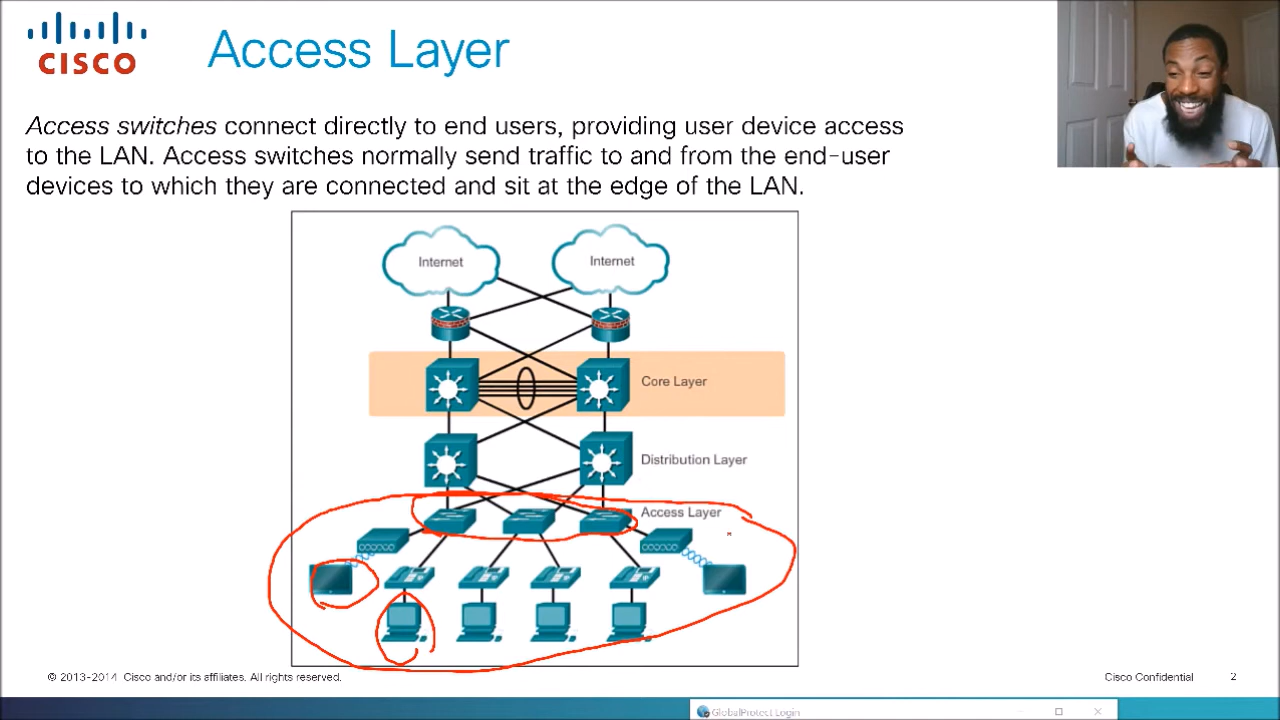 CISCO
Access Layer
Access switches connect directly to end users, providing user device access
to the LAN. Access switches normally send traffic to and from the end-user
devices to which they are connected and sit at the edge of the LAN.
Internet
Internet
Core Layer
Distribution Layer
Access Layer
© 2013-2014 Cisco and/or its affiliates. All rights reserved.
Cisco Confidential
2
GlobalProtect Login